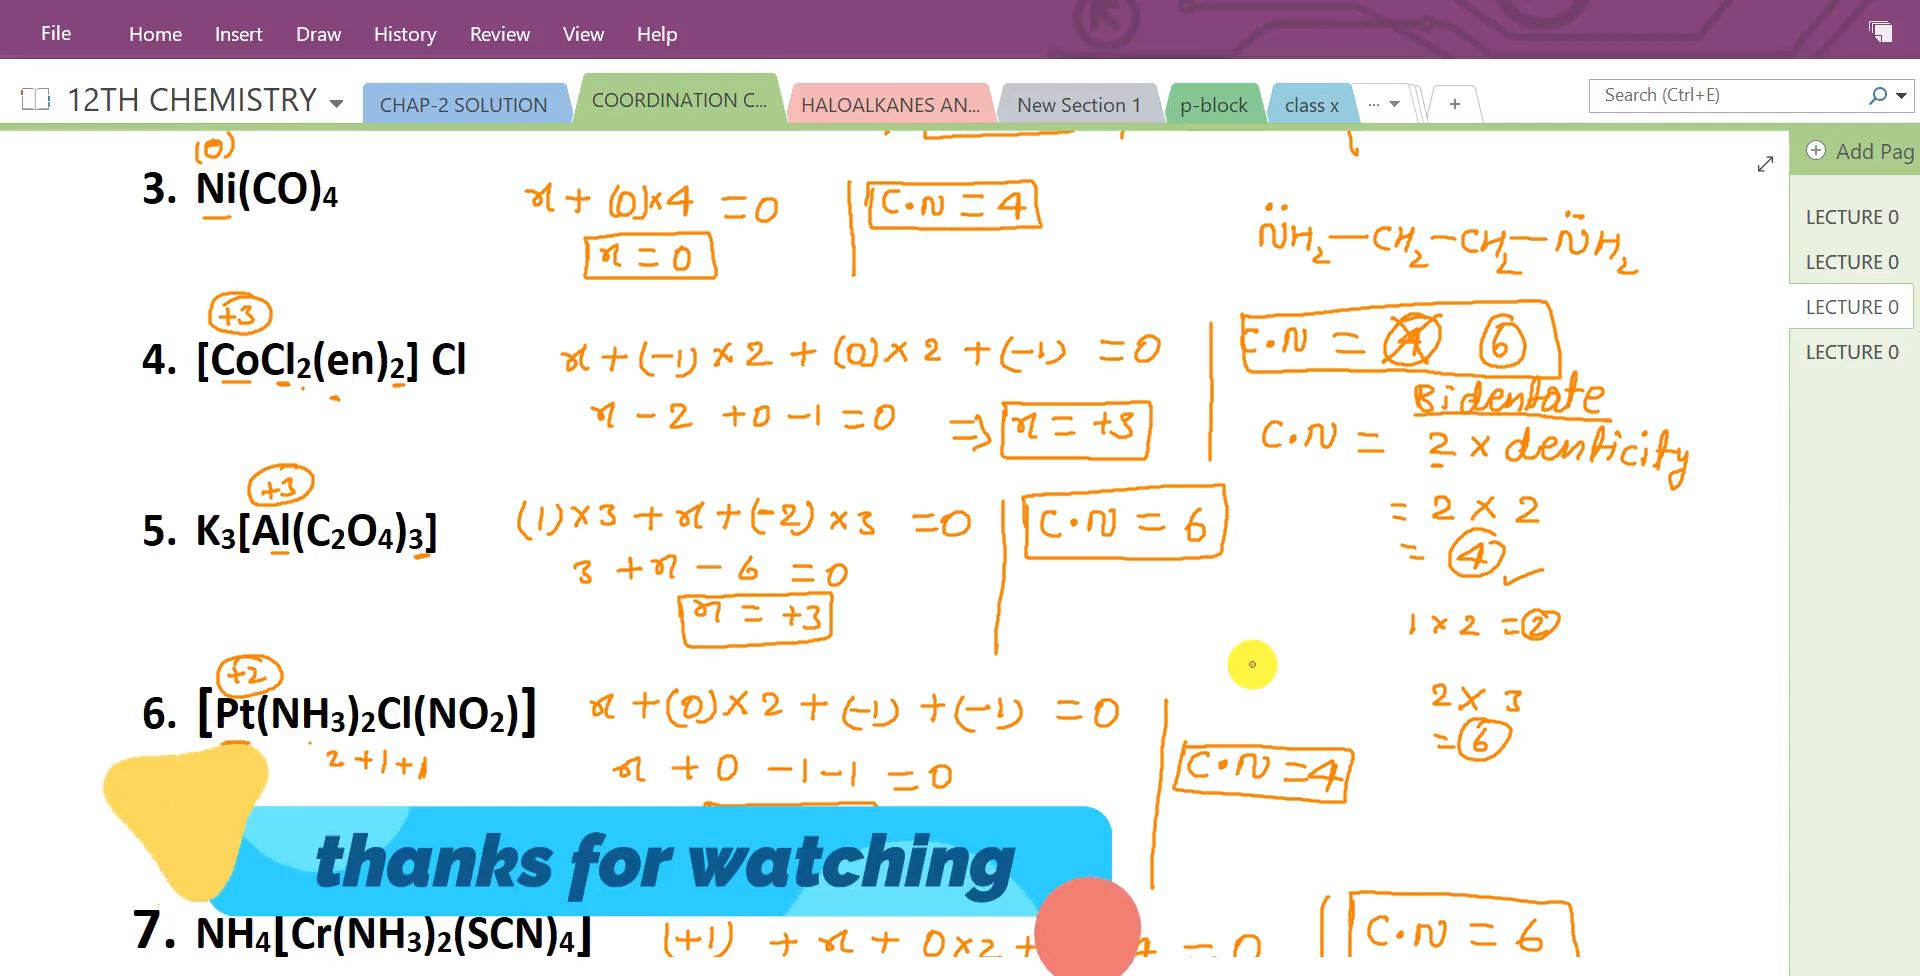 File Home Insert Draw History Review View Help
12TH CHEMISTRY CHAP-2 SOLUTION COORDINATION C... HALOALKANES AN... New Section 1 p-block class x ... + Search (Ctrl+E)
+ Add Pag
LECTURE 0
LECTURE 0
LECTURE 0
LECTURE 0
(0)
3. Ni(CO)4
x + (0)×4 = 0
x = 0
C.N = 4
N̈H2—CH2—CH2—N̈H2
+3
4. [CoCl2(en)2] Cl
x + (-1) × 2 + (0) × 2 + (-1) = 0
x - 2 + 0 - 1 = 0 ⇒ x = +3
C.N = 4 6
Bidentate
C.N = 2 × denticity
= 2 × 2
= 4 ✓
1 × 2 = 2
2 × 3
= 6
+3
5. K3[Al(C2O4)3]
(1)×3 + x + (-2) × 3 = 0
3 + x - 6 = 0
x = +3
C.N = 6
+2
6. [Pt(NH3)2Cl(NO2)]
2+1+1
x + (0) × 2 + (-1) + (-1) = 0
x + 0 - 1 - 1 = 0
C.N = 4
thanks for watching
7. NH4[Cr(NH3)2(SCN)4]
(+1) + x + 0×2 + 4 = 0
C.N = 6